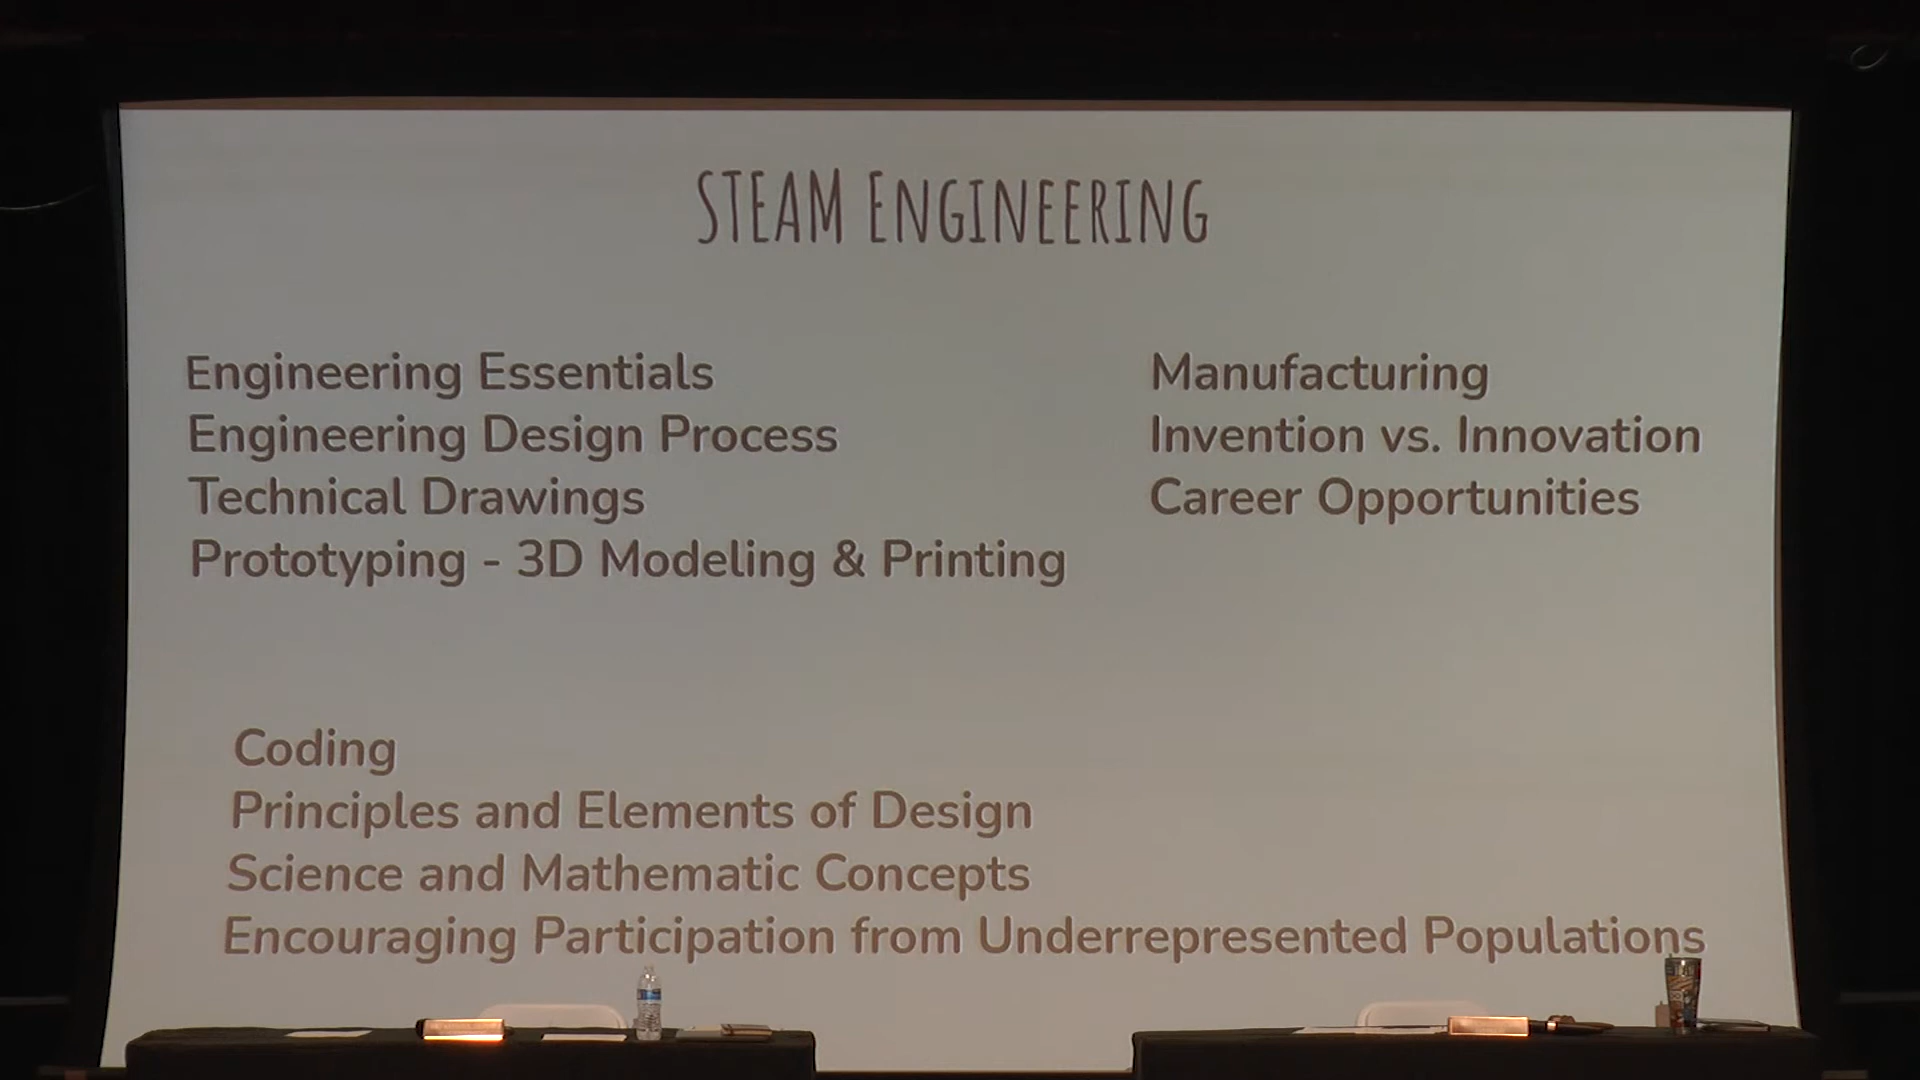 STEAM ENGINEERING
Engineering Essentials
Engineering Design Process
Technical Drawings
Prototyping - 3D Modeling & Printing
Manufacturing
Invention vs. Innovation
Career Opportunities
Coding
Principles and Elements of Design
Science and Mathematic Concepts
Encouraging Participation from Underrepresented Populations